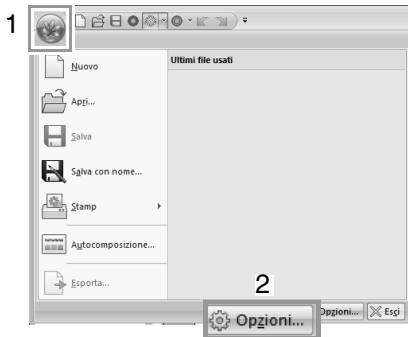 1
Nuovo
Ultimi file usati
Apri...
Salva
Salva con nome...
Stamp
Autocomposizione...
Esporta...
2
Opzioni...
Opzioni...
Esci